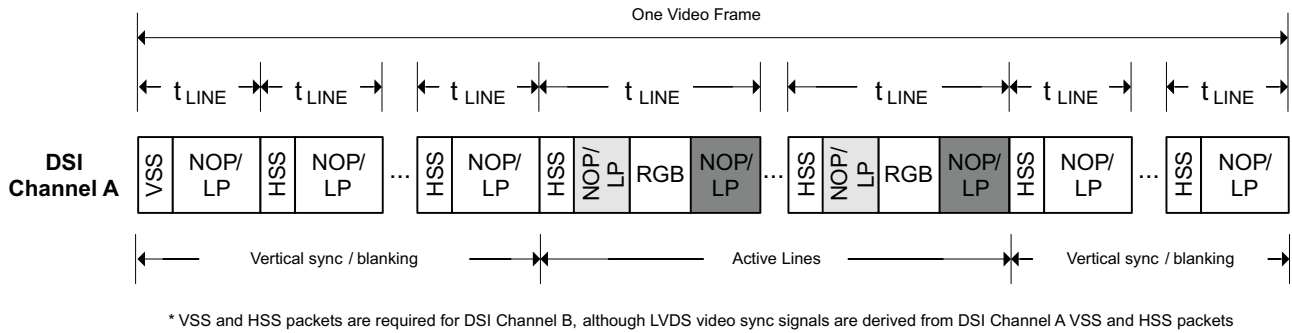 One Video Frame
t LINE t LINE t LINE t LINE t LINE t LINE t LINE
DSI Channel A
VSS NOP/LP HSS NOP/LP ... HSS NOP/LP HSS NOP/LP RGB NOP/LP ... HSS NOP/LP RGB NOP/LP HSS NOP/LP ... HSS NOP/LP
Vertical sync / blanking Active Lines Vertical sync / blanking
* VSS and HSS packets are required for DSI Channel B, although LVDS video sync signals are derived from DSI Channel A VSS and HSS packets